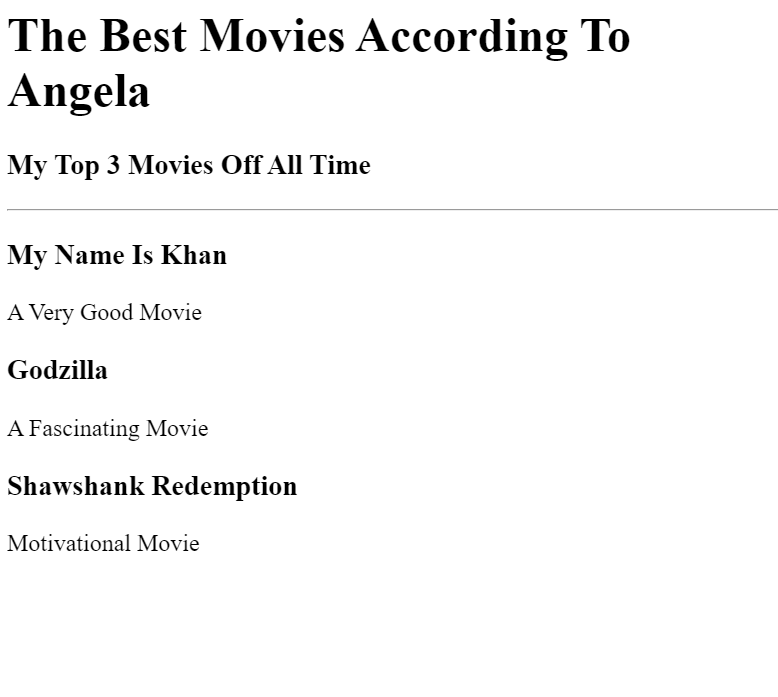 The Best Movies According To
Angela
My Top 3 Movies Off All Time
My Name Is Khan
A Very Good Movie
Godzilla
A Fascinating Movie
Shawshank Redemption
Motivational Movie